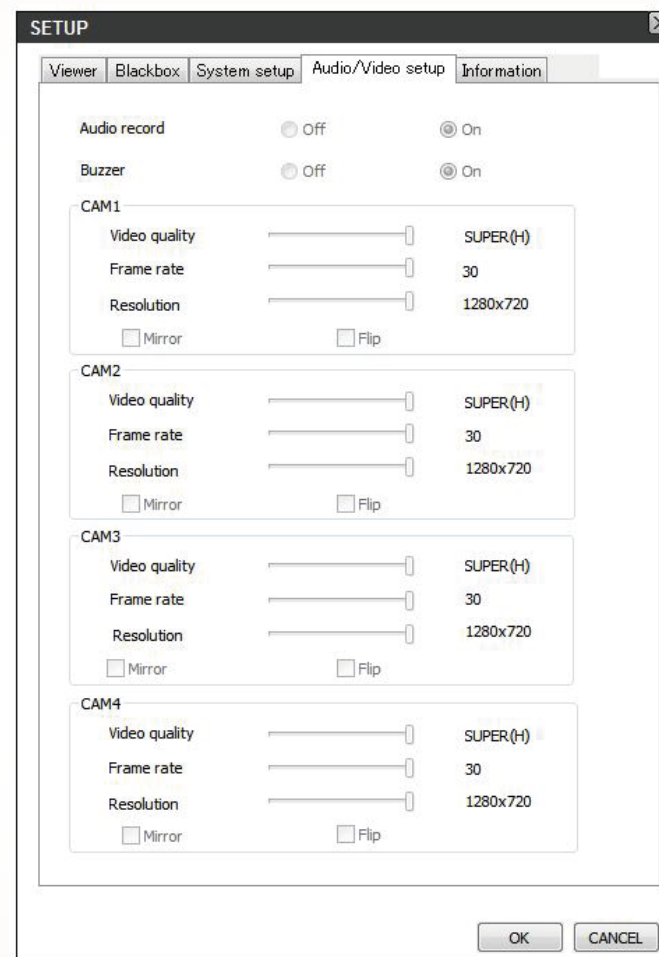 SETUP
Viewer Blackbox System setup Audio/Video setup Information
Audio record Off On
Buzzer Off On
CAM1
Video quality SUPER(H)
Frame rate 30
Resolution 1280x720
Mirror Flip
CAM2
Video quality SUPER(H)
Frame rate 30
Resolution 1280x720
Mirror Flip
CAM3
Video quality SUPER(H)
Frame rate 30
Resolution 1280x720
Mirror Flip
CAM4
Video quality SUPER(H)
Frame rate 30
Resolution 1280x720
Mirror Flip
OK CANCEL